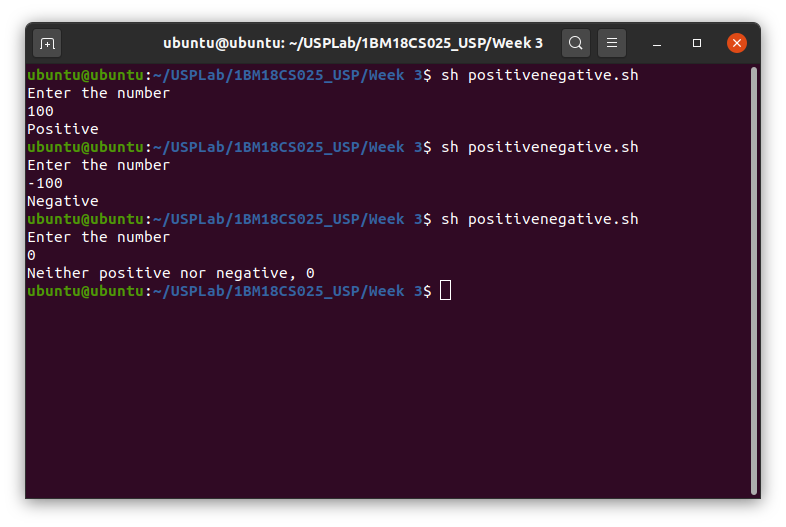 ubuntu@ubuntu: ~/USPLab/1BM18CS025_USP/Week 3
ubuntu@ubuntu:~/USPLab/1BM18CS025_USP/Week 3$ sh positivenegative.sh
Enter the number
100
Positive
ubuntu@ubuntu:~/USPLab/1BM18CS025_USP/Week 3$ sh positivenegative.sh
Enter the number
-100
Negative
ubuntu@ubuntu:~/USPLab/1BM18CS025_USP/Week 3$ sh positivenegative.sh
Enter the number
0
Neither positive nor negative, 0
ubuntu@ubuntu:~/USPLab/1BM18CS025_USP/Week 3$